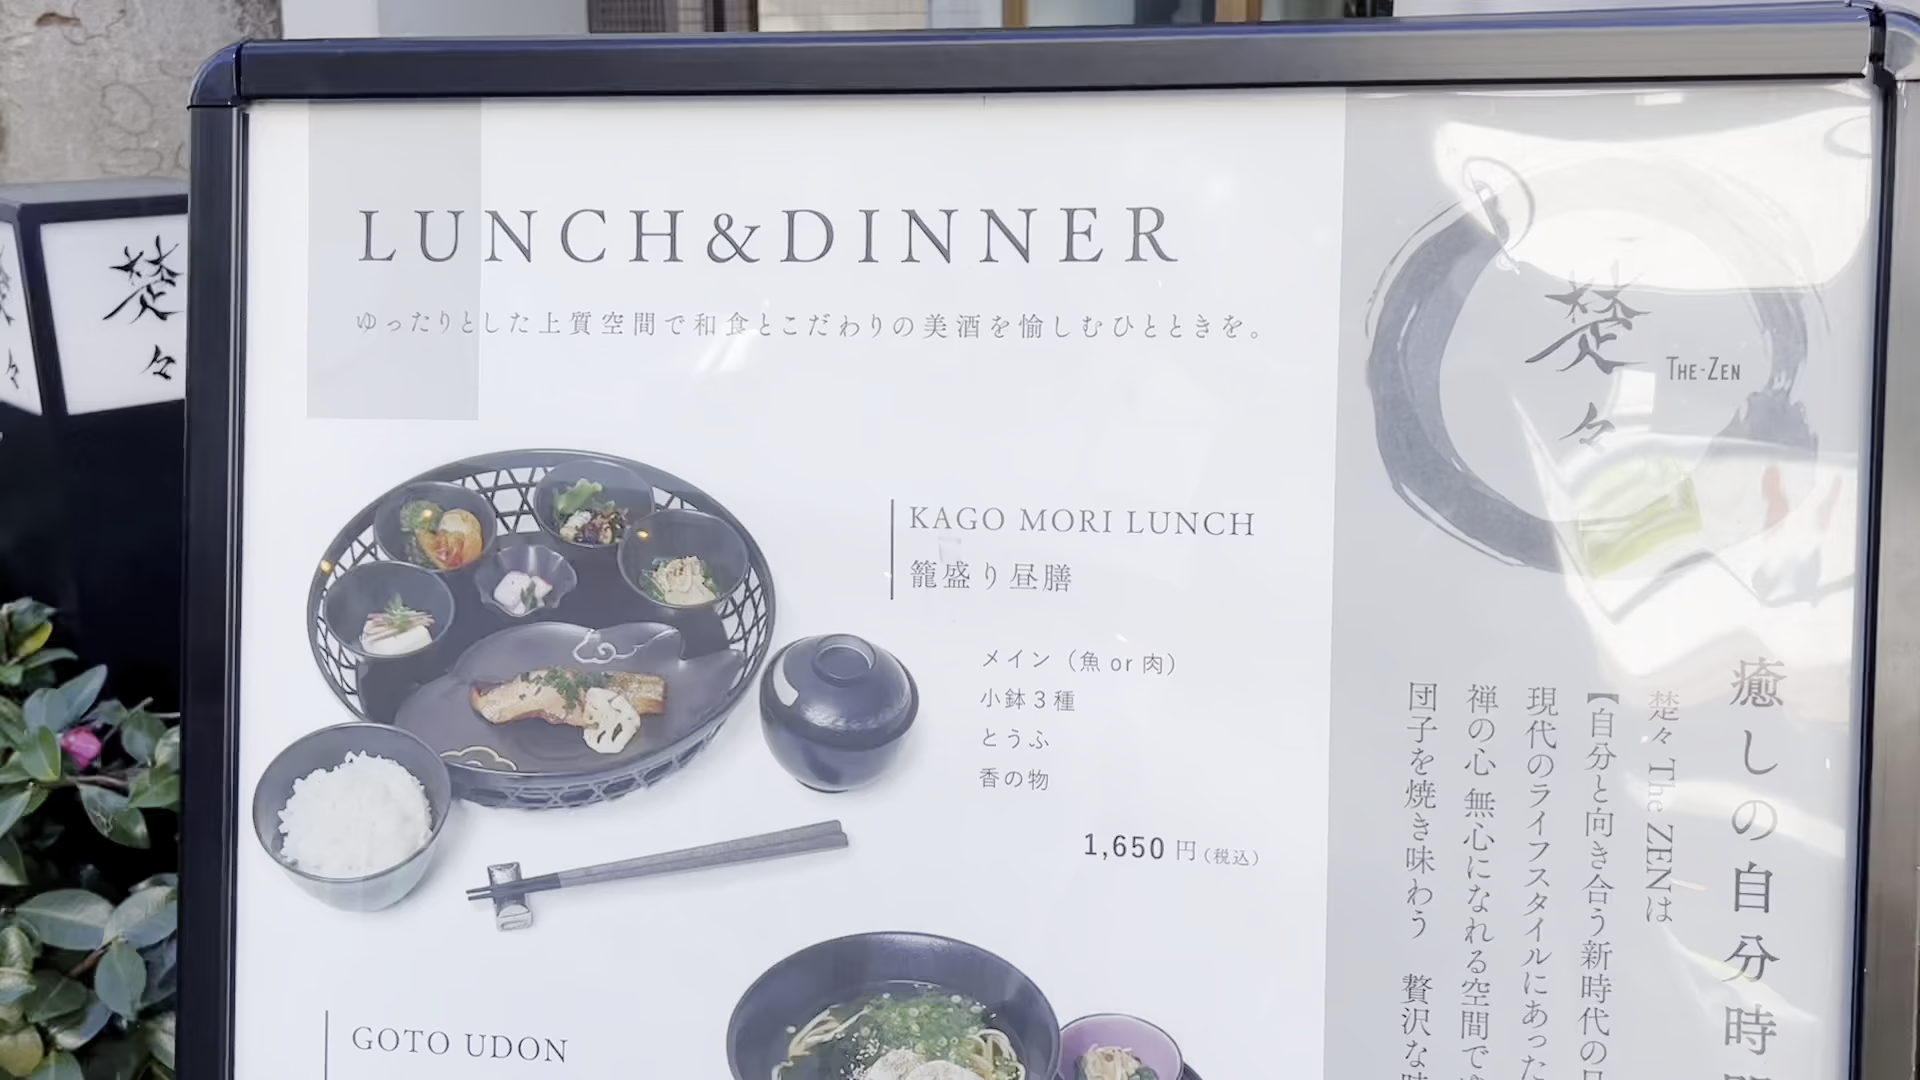 LUNCH&DINNER
ゆったりとした上質空間で和食とこだわりの美酒を愉しむひとときを。
KAGO MORI LUNCH
籠盛り昼膳
メイン（魚 or 肉）
小鉢３種
とうふ
香の物
1,650 円（税込）
GOTO UDON
楚々
THE-ZEN
癒しの自分時
楚々 The ZENは
【自分と向き合う新時代の
現代のライフスタイルにあった
禅の心 無心になれる空間で
団子を焼き味わう 贅沢な
楚々